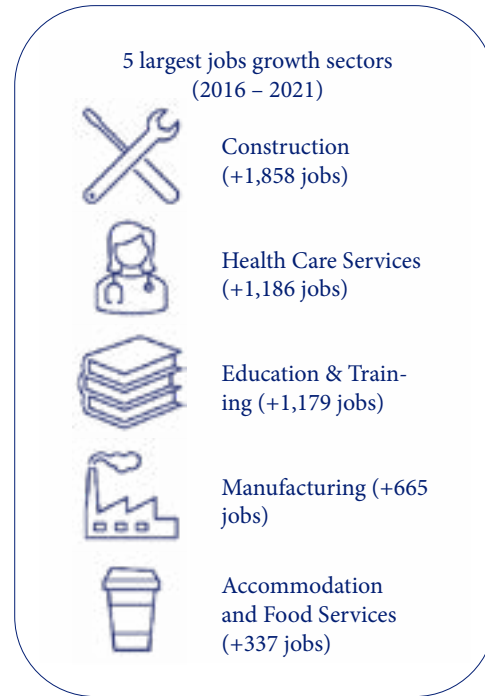 5 largest jobs growth sectors
(2016 – 2021)
Construction
(+1,858 jobs)
Health Care Services
(+1,186 jobs)
Education & Train-
ing (+1,179 jobs)
Manufacturing (+665
jobs)
Accommodation
and Food Services
(+337 jobs)